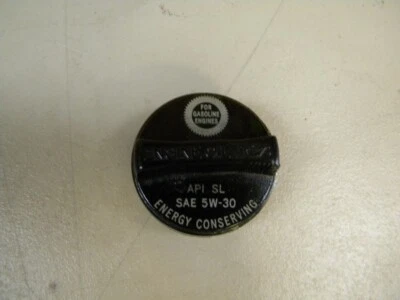 FOR
GASOLINE
ENGINES
API SL
SAE 5W-30
ENERGY CONSERVING